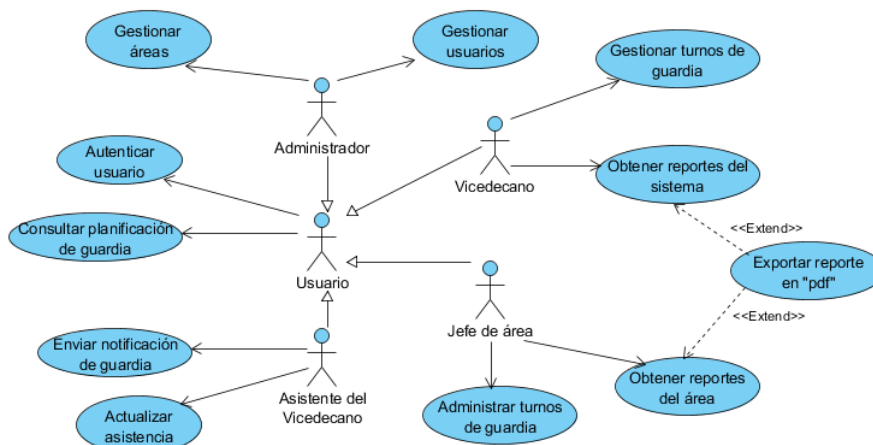 Gestionar
áreas
Gestionar
usuarios
Gestionar turnos de
guardia
Administrador
Vicedecano
Autenticar
usuario
Obtener reportes del
sistema
Consultar planificación
de guardia
Usuario
<<Extend>>
Exportar reporte
en "pdf"
<<Extend>>
Jefe de área
Enviar notificación
de guardia
Asistente del
Vicedecano
Obtener reportes
del área
Actualizar
asistencia
Administrar turnos
de guardia